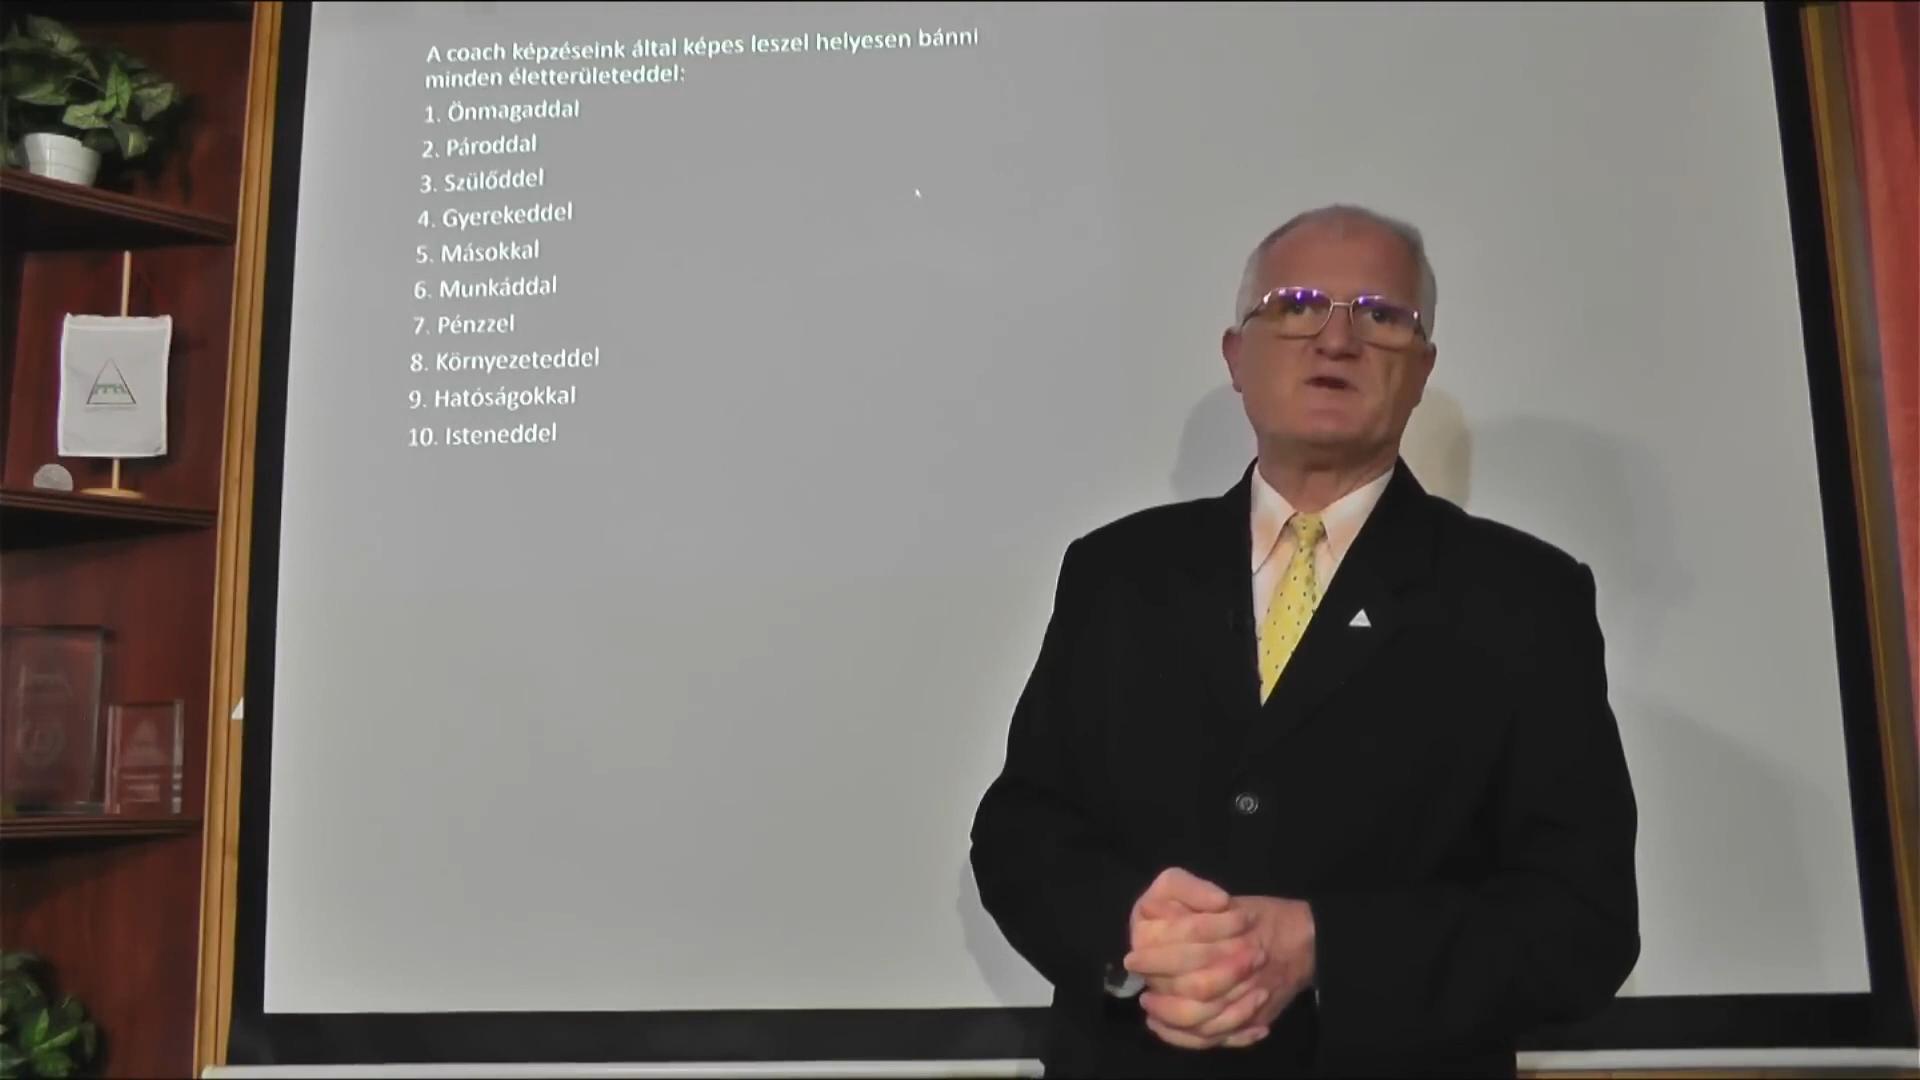 A coach képzéseink által képes leszel helyesen bánni
minden életterületeddel:
1. Önmagaddal
2. Pároddal
3. Szülőddel
4. Gyerekeddel
5. Másokkal
6. Munkáddal
7. Pénzzel
8. Környezeteddel
9. Hatóságokkal
10. Isteneddel